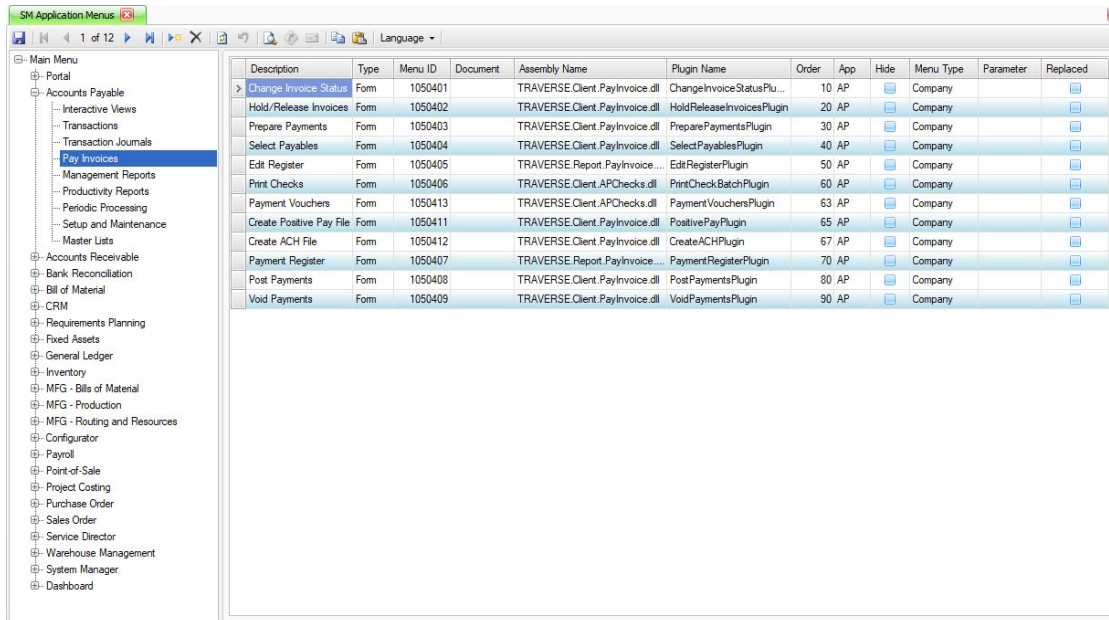 SM Application Menus
1 of 12 Language
Main Menu
Portal
Accounts Payable
Interactive Views
Transactions
Transaction Journals
Pay Invoices
Management Reports
Productivity Reports
Periodic Processing
Setup and Maintenance
Master Lists
Accounts Receivable
Bank Reconciliation
Bill of Material
CRM
Requirements Planning
Fixed Assets
General Ledger
Inventory
MFG - Bills of Material
MFG - Production
MFG - Routing and Resources
Configurator
Payroll
Point-of-Sale
Project Costing
Purchase Order
Sales Order
Service Director
Warehouse Management
System Manager
Dashboard
Description Type Menu ID Document Assembly Name Plugin Name Order App Hide Menu Type Parameter Replaced
Change Invoice Status Form 1050401 TRAVERSE.Client.PayInvoice.dll ChangeInvoiceStatusPlu... 10 AP Company
Hold/Release Invoices Form 1050402 TRAVERSE.Client.PayInvoice.dll HoldReleaseInvoicesPlugin 20 AP Company
Prepare Payments Form 1050403 TRAVERSE.Client.PayInvoice.dll PreparePaymentsPlugin 30 AP Company
Select Payables Form 1050404 TRAVERSE.Client.PayInvoice.dll SelectPayablesPlugin 40 AP Company
Edit Register Form 1050405 TRAVERSE.Report.PayInvoice.... EditRegisterPlugin 50 AP Company
Print Checks Form 1050406 TRAVERSE.Client.APChecks.dll PrintCheckBatchPlugin 60 AP Company
Payment Vouchers Form 1050413 TRAVERSE.Client.APChecks.dll PaymentVouchersPlugin 63 AP Company
Create Positive Pay File Form 1050411 TRAVERSE.Client.PayInvoice.dll PositivePayPlugin 65 AP Company
Create ACH File Form 1050412 TRAVERSE.Client.PayInvoice.dll CreateACHPlugin 67 AP Company
Payment Register Form 1050407 TRAVERSE.Report.PayInvoice.... PaymentRegisterPlugin 70 AP Company
Post Payments Form 1050408 TRAVERSE.Client.PayInvoice.dll PostPaymentsPlugin 80 AP Company
Void Payments Form 1050409 TRAVERSE.Client.PayInvoice.dll VoidPaymentsPlugin 90 AP Company